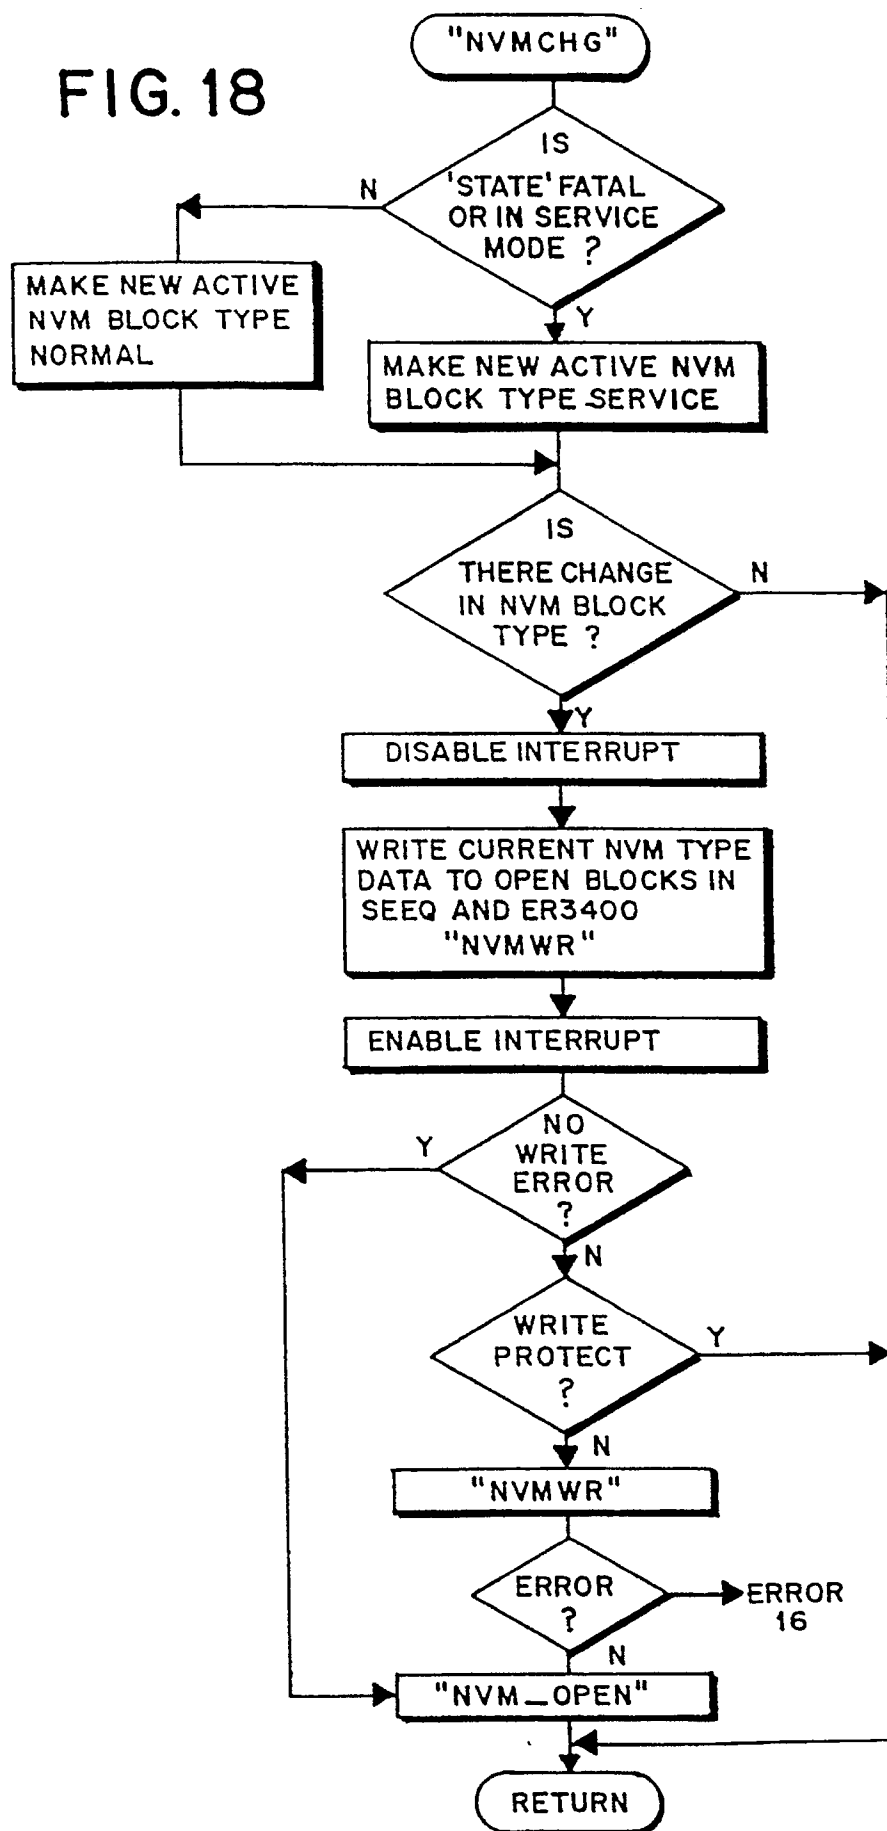 "NVMCHG"
FIG. 18
IS
'STATE' FATAL
OR IN SERVICE
MODE ?
N
Y
MAKE NEW ACTIVE
NVM BLOCK TYPE
NORMAL
MAKE NEW ACTIVE NVM
BLOCK TYPE SERVICE
IS
THERE CHANGE
IN NVM BLOCK
TYPE ?
N
Y
DISABLE INTERRUPT
WRITE CURRENT NVM TYPE
DATA TO OPEN BLOCKS IN
SEEQ AND ER3400
"NVMWR"
ENABLE INTERRUPT
NO
WRITE
ERROR
?
Y
N
WRITE
PROTECT
?
Y
N
"NVMWR"
ERROR
?
ERROR
16
N
"NVM_OPEN"
RETURN